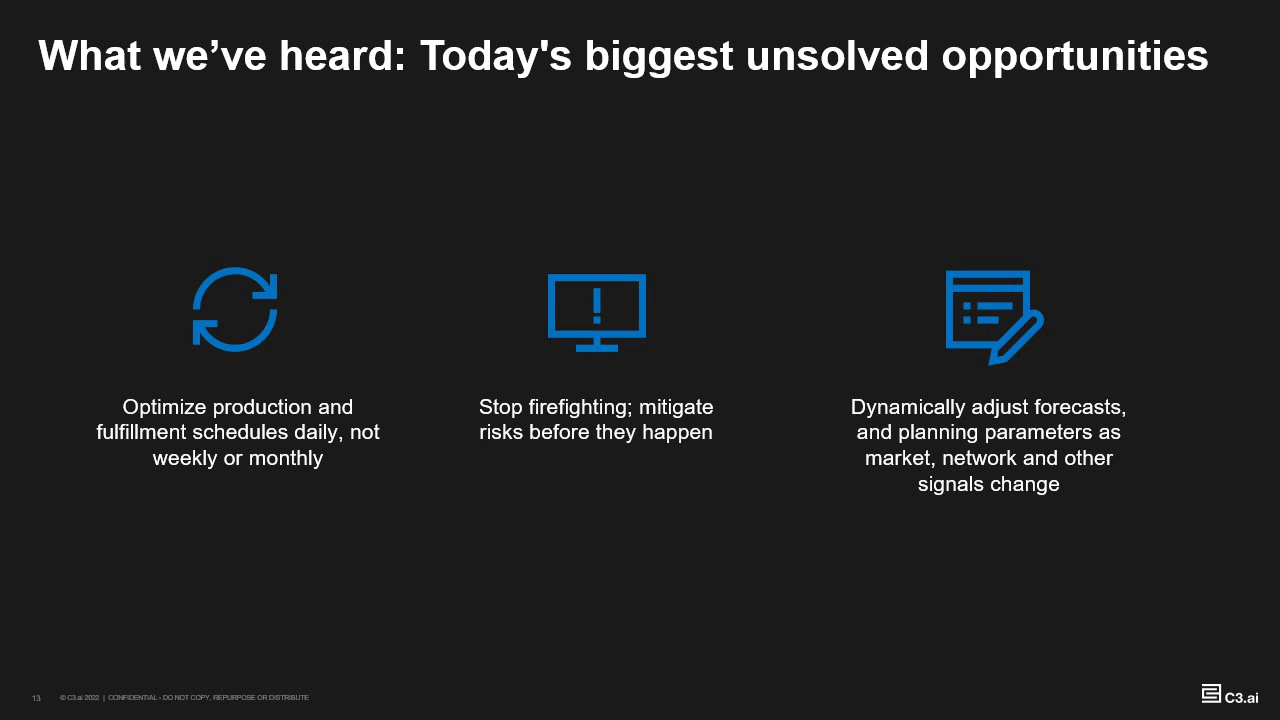 What we’ve heard: Today's biggest unsolved opportunities
Optimize production and
fulfillment schedules daily, not
weekly or monthly
Stop firefighting; mitigate
risks before they happen
Dynamically adjust forecasts,
and planning parameters as
market, network and other
signals change
13
© C3.ai 2022 | CONFIDENTIAL - DO NOT COPY, REPURPOSE OR DISTRIBUTE
C3.ai